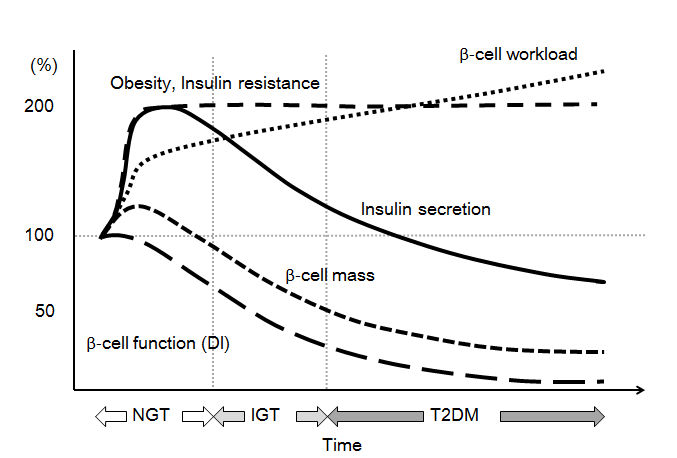 β-cell workload
(%)
Obesity, Insulin resistance
200
Insulin secretion
100
β-cell mass
50
β-cell function (DI)
NGT
IGT
T2DM
Time